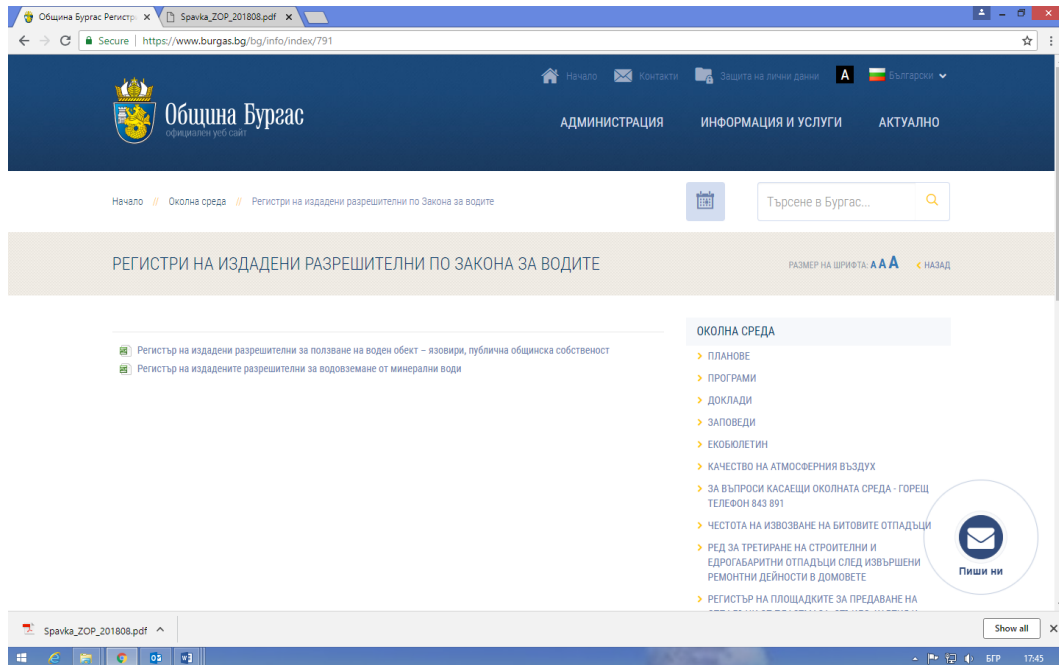 Община Бургас Регистр
Spavka_ZOP_201808.pdf
Secure | https://www.burgas.bg/bg/info/index/791
Начало
Контакти
Защита на лични данни
A
Български
Община Бургас
официален уеб сайт
АДМИНИСТРАЦИЯ
ИНФОРМАЦИЯ И УСЛУГИ
АКТУАЛНО
Начало // Околна среда // Регистри на издадени разрешителни по Закона за водите
Търсене в Бургас...
РЕГИСТРИ НА ИЗДАДЕНИ РАЗРЕШИТЕЛНИ ПО ЗАКОНА ЗА ВОДИТЕ
РАЗМЕР НА ШРИФТА: A A A
НАЗАД
Регистър на издадени разрешителни за ползване на воден обект – язовири, публична общинска собственост
Регистър на издадените разрешителни за водовземане от минерални води
ОКОЛНА СРЕДА
ПЛАНОВЕ
ПРОГРАМИ
ДОКЛАДИ
ЗАПОВЕДИ
ЕКОБЮЛЕТИН
КАЧЕСТВО НА АТМОСФЕРНИЯ ВЪЗДУХ
ЗА ВЪПРОСИ КАСАЕЩИ ОКОЛНАТА СРЕДА - ГОРЕЩ
ТЕЛЕФОН 843 891
ЧЕСТОТА НА ИЗВОЗВАНЕ НА БИТОВИТЕ ОТПАДЪЦИ
РЕД ЗА ТРЕТИРАНЕ НА СТРОИТЕЛНИ И
ЕДРОГАБАРИТНИ ОТПАДЪЦИ СЛЕД ИЗВЪРШЕНИ
РЕМОНТНИ ДЕЙНОСТИ В ДОМОВЕТЕ
РЕГИСТЪР НА ПЛОЩАДКИТЕ ЗА ПРЕДАВАНЕ НА
Пиши ни
Spavka_ZOP_201808.pdf
Show all
БГР
17:45